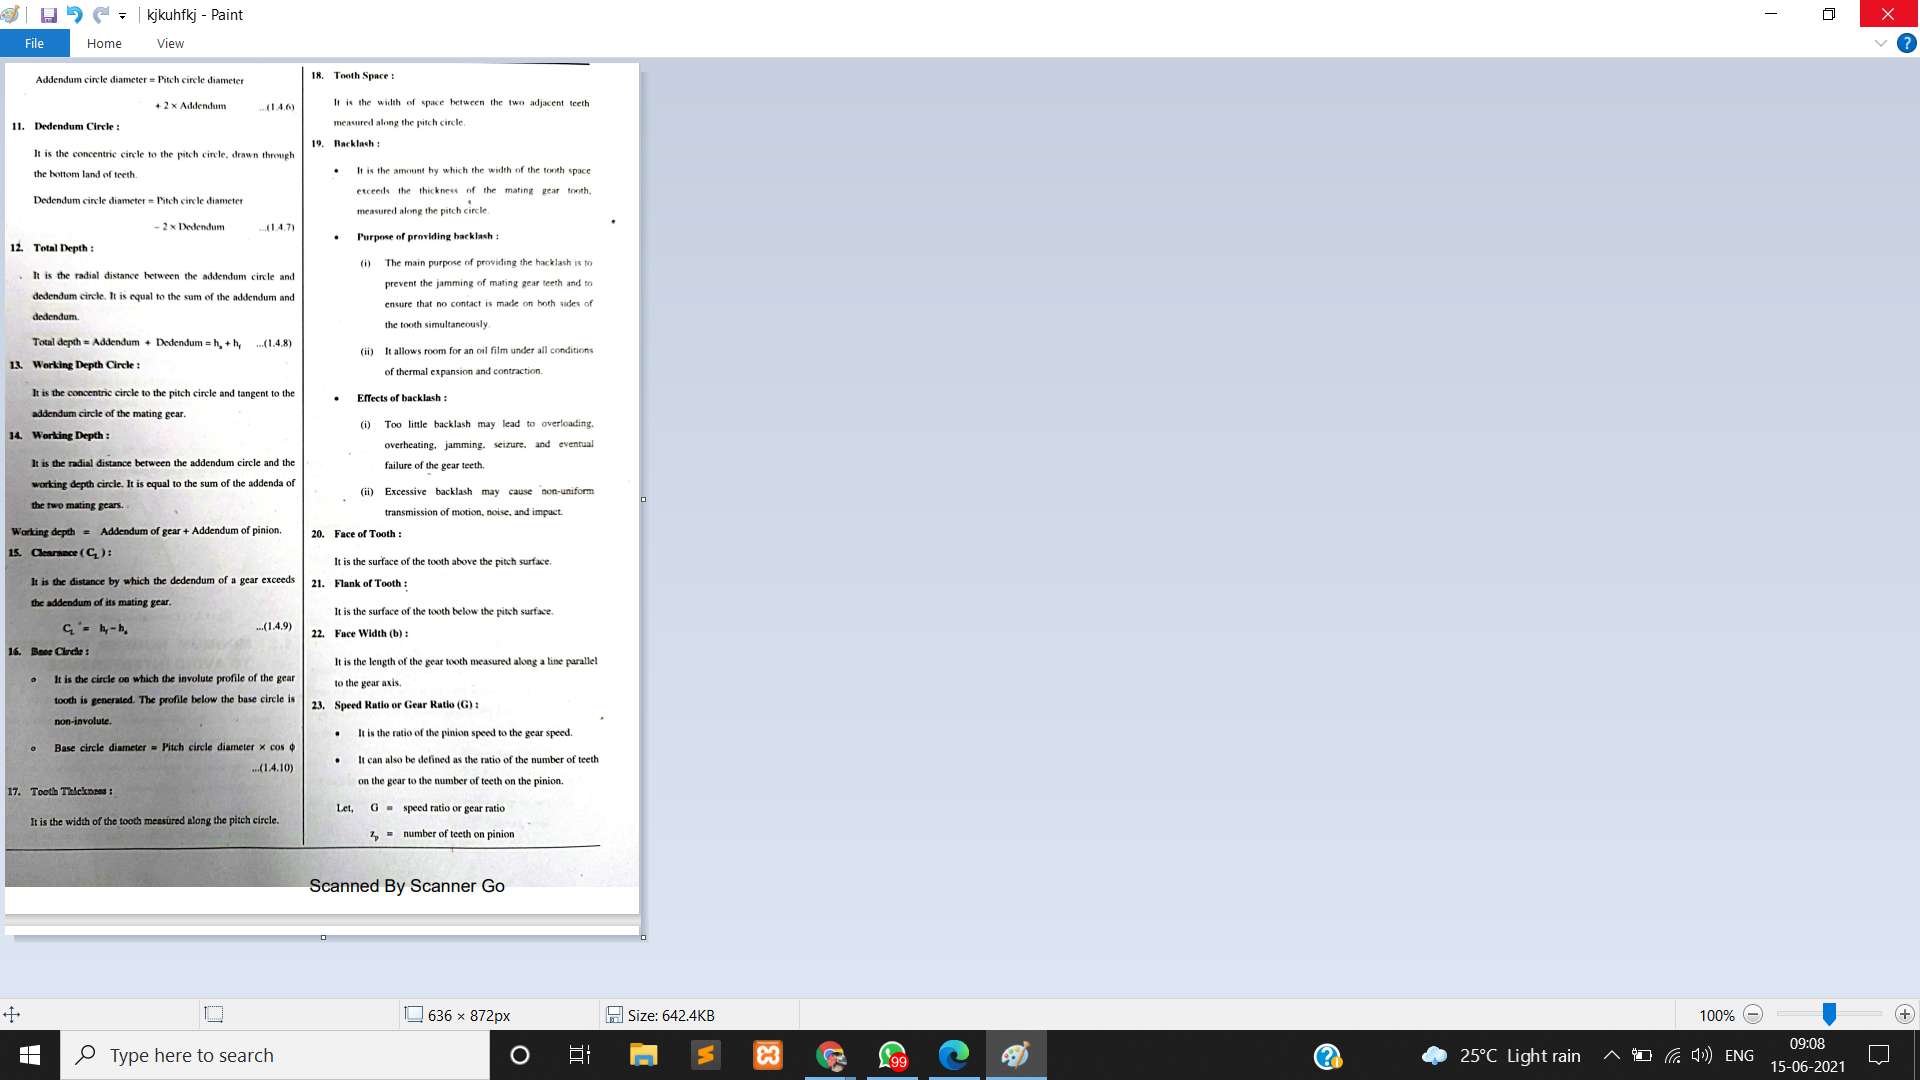 kjkuhfkj - Paint
File Home View
Addendum circle diameter = Pitch circle diameter
+ 2 × Addendum ...(1.4.6)
11. Dedendum Circle :
It is the concentric circle to the pitch circle, drawn through
the bottom land of teeth.
Dedendum circle diameter = Pitch circle diameter
– 2 × Dedendum ...(1.4.7)
12. Total Depth :
It is the radial distance between the addendum circle and
dedendum circle. It is equal to the sum of the addendum and
dedendum.
Total depth = Addendum + Dedendum = hₐ + h_f ...(1.4.8)
13. Working Depth Circle :
It is the concentric circle to the pitch circle and tangent to the
addendum circle of the mating gear.
14. Working Depth :
It is the radial distance between the addendum circle and the
working depth circle. It is equal to the sum of the addenda of
the two mating gears.
Working depth = Addendum of gear + Addendum of pinion.
15. Clearance ( C_L ) :
It is the distance by which the dedendum of a gear exceeds
the addendum of its mating gear.
C_L = h_f – hₐ ...(1.4.9)
16. Base Circle :
o It is the circle on which the involute profile of the gear
tooth is generated. The profile below the base circle is
non-involute.
o Base circle diameter = Pitch circle diameter × cos ϕ
...(1.4.10)
17. Tooth Thickness :
It is the width of the tooth measured along the pitch circle.
18. Tooth Space :
It is the width of space between the two adjacent teeth
measured along the pitch circle.
19. Backlash :
• It is the amount by which the width of the tooth space
exceeds the thickness of the mating gear tooth,
measured along the pitch circle.
• Purpose of providing backlash :
(i) The main purpose of providing the backlash is to
prevent the jamming of mating gear teeth and to
ensure that no contact is made on both sides of
the tooth simultaneously.
(ii) It allows room for an oil film under all conditions
of thermal expansion and contraction.
• Effects of backlash :
(i) Too little backlash may lead to overloading,
overheating, jamming, seizure, and eventual
failure of the gear teeth.
(ii) Excessive backlash may cause non-uniform
transmission of motion, noise, and impact.
20. Face of Tooth :
It is the surface of the tooth above the pitch surface.
21. Flank of Tooth :
It is the surface of the tooth below the pitch surface.
22. Face Width (b) :
It is the length of the gear tooth measured along a line parallel
to the gear axis.
23. Speed Ratio or Gear Ratio (G) :
• It is the ratio of the pinion speed to the gear speed.
• It can also be defined as the ratio of the number of teeth
on the gear to the number of teeth on the pinion.
Let, G = speed ratio or gear ratio
z_p = number of teeth on pinion
Scanned By Scanner Go
636 × 872px Size: 642.4KB 100%
Type here to search
99
25°C Light rain ENG
09:08
15-06-2021